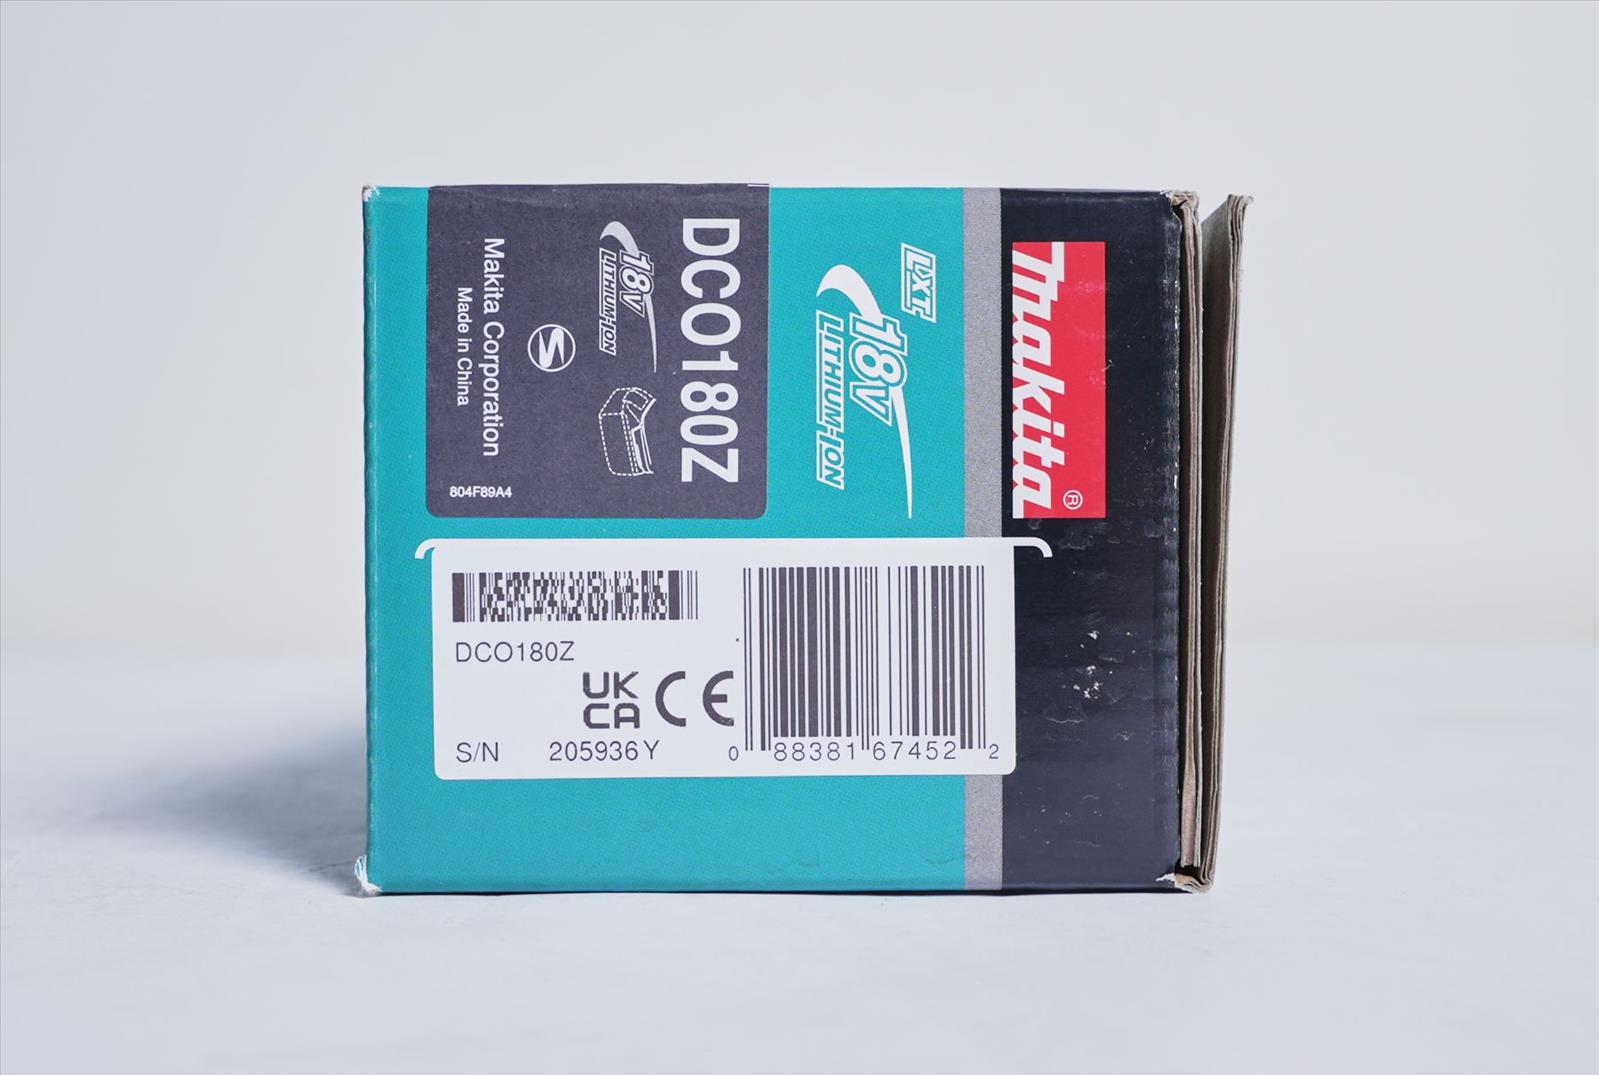 makita®
LXT
18V
LITHIUM-ION
DCO180Z
18V
LITHIUM-ION
S
Makita Corporation
Made in China
804F89A4
DCO180Z
UK
CA
CE
S/N 205936Y
0 88381 67452 2